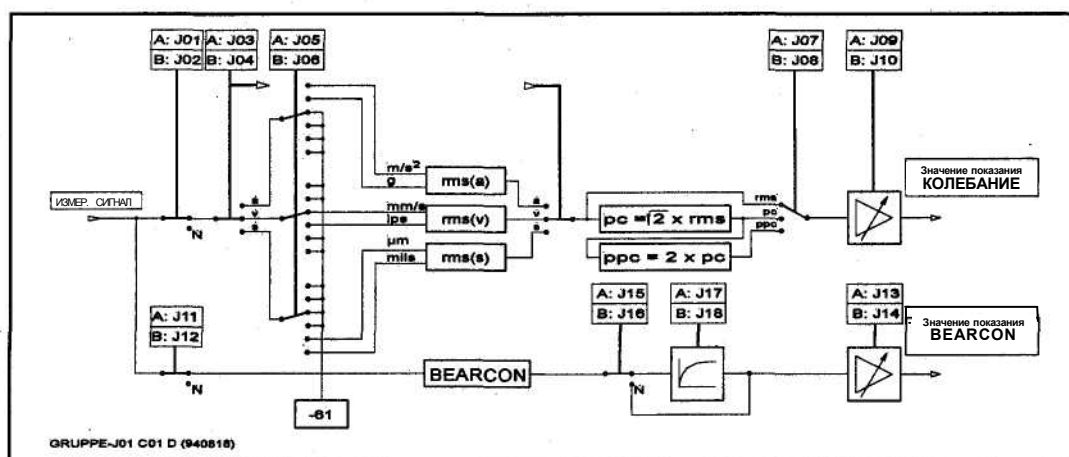 A: J01 A: J03 A: J05 A: J07 A: J09
B: J02 B: J04 B: J06 B: J08 B: J10
m/s²
g
rms(a)
Значение показания
КОЛЕБАНИЕ
ИЗМЕР. СИГНАЛ
N
a
v
s
mm/s
ips
rms(v)
a
v
s
pc =√2 x rms
rms
pc
ppc
µm
mils
rms(s)
ppc = 2 x pc
A: J11 A: J15 A: J17 A: J13
B: J12 B: J16 B: J18 B: J14
Значение показания
BEARCON
N
BEARCON
N
-61
GRUPPE-J01 C01 D (940818)